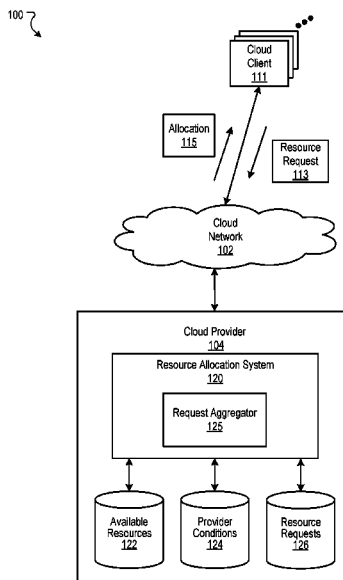 100
Cloud
Client
111
Allocation
115
Resource
Request
113
Cloud
Network
102
Cloud Provider
104
Resource Allocation System
120
Request Aggregator
125
Available
Resources
122
Provider
Conditions
124
Resource
Requests
126